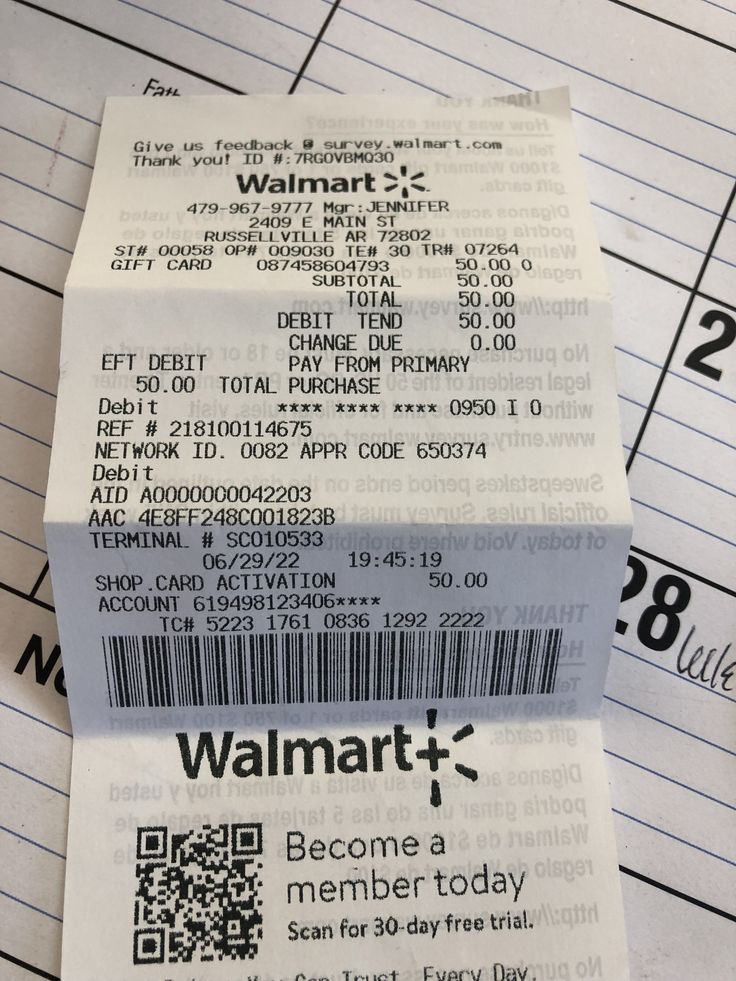 Give us feedback @ survey.walmart.com
Thank you! ID #:7RGOVBMQ30
Walmart
479-967-9777 Mgr:JENNIFER
2409 E MAIN ST
RUSSELLVILLE AR 72802
ST# 00058 OP# 009030 TE# 30 TR# 07264
GIFT CARD 087458604793 50.00 O
SUBTOTAL 50.00
TOTAL 50.00
DEBIT TEND 50.00
CHANGE DUE 0.00
EFT DEBIT PAY FROM PRIMARY
50.00 TOTAL PURCHASE
Debit **** **** **** 0950 I 0
REF # 218100114675
NETWORK ID. 0082 APPR CODE 650374
Debit
AID A0000000042203
AAC 4E8FF248C001823B
TERMINAL # SC010533
06/29/22 19:45:19
SHOP.CARD ACTIVATION 50.00
ACCOUNT 619498123406****
TC# 5223 1761 0836 1292 2222
Walmart+
Become a
member today
Scan for 30-day free trial.
You Can Trust. Every Day.
2
28